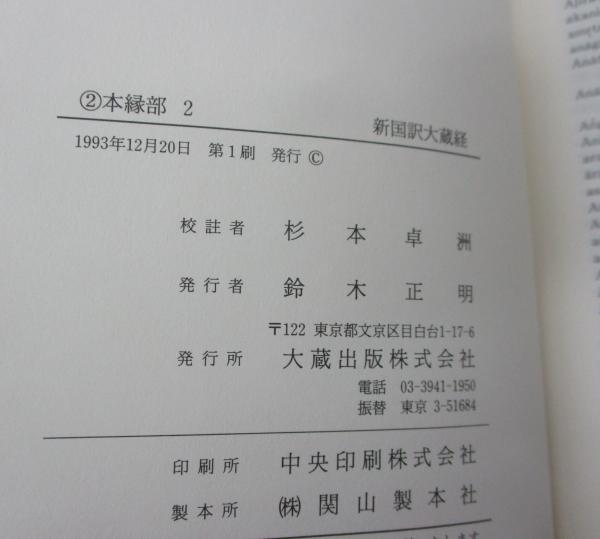 ②本縁部 2
新国訳大蔵経
1993年12月20日 第1刷 発行 ©
校註者 杉本卓洲
発行者 鈴木正明
〒122 東京都文京区目白台1-17-6
発行所 大蔵出版株式会社
電話 03-3941-1950
振替 東京 3-51684
印刷所 中央印刷株式会社
製本所 ㈱関山製本社